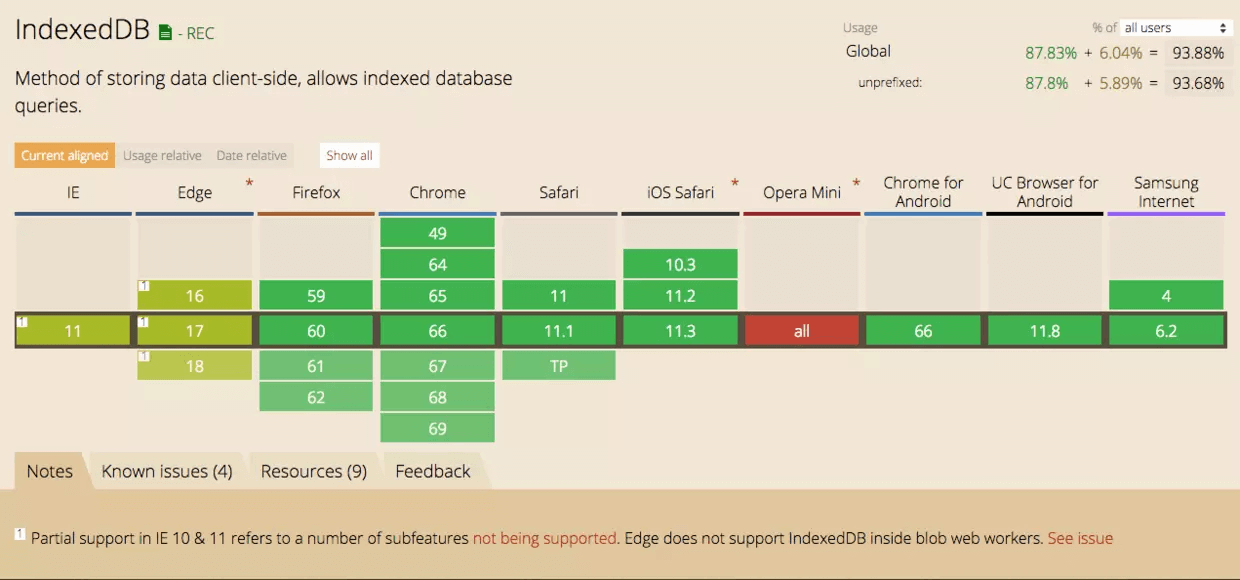 IndexedDB - REC
Usage % of all users
Global 87.83% + 6.04% = 93.88%
unprefixed: 87.8% + 5.89% = 93.68%
Method of storing data client-side, allows indexed database
queries.
Current aligned Usage relative Date relative Show all
IE Edge * Firefox Chrome Safari iOS Safari * Opera Mini * Chrome for Android UC Browser for Android Samsung Internet
49
64 10.3
1 16 59 65 11 11.2 4
1 11 1 17 60 66 11.1 11.3 all 66 11.8 6.2
1 18 61 67 TP
62 68
69
Notes Known issues (4) Resources (9) Feedback
1 Partial support in IE 10 & 11 refers to a number of subfeatures not being supported. Edge does not support IndexedDB inside blob web workers. See issue